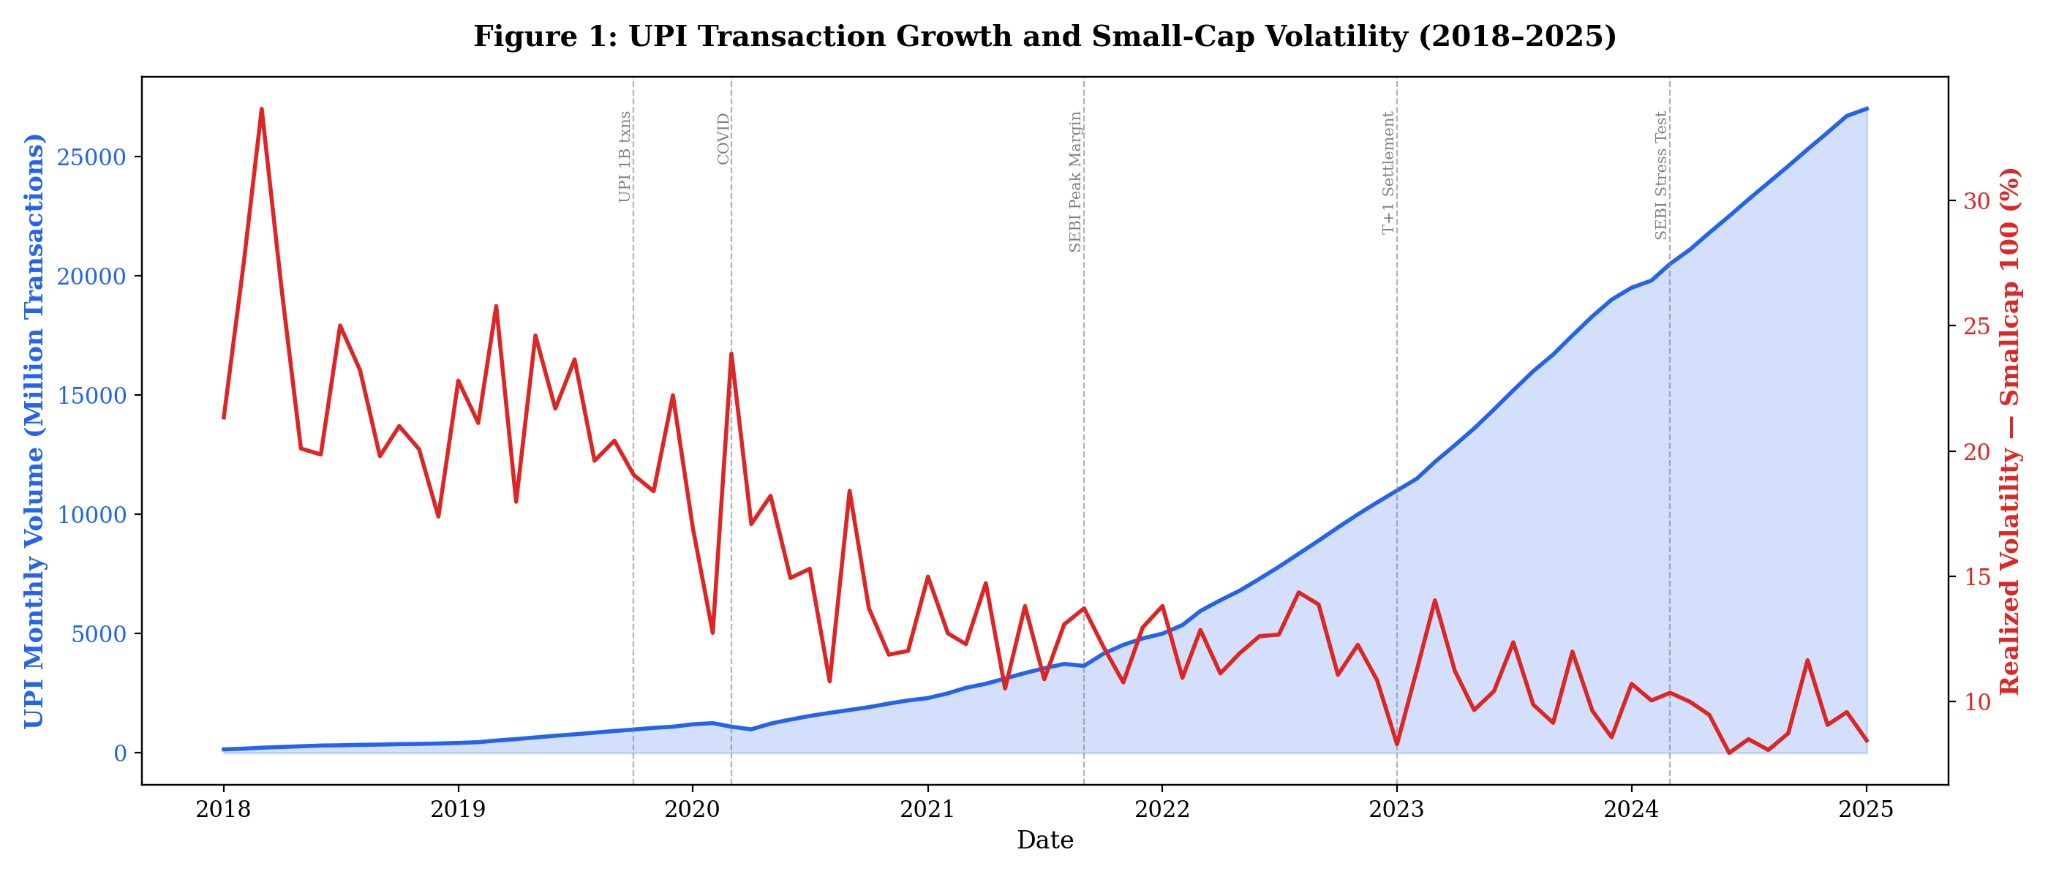 Figure 1: UPI Transaction Growth and Small-Cap Volatility (2018–2025)
UPI Monthly Volume (Million Transactions)
25000
20000
15000
10000
5000
0
UPI 1B txns
COVID
SEBI Peak Margin
T+1 Settlement
SEBI Stress Test
30
25
20
15
10
Realized Volatility — Smallcap 100 (%)
2018 2019 2020 2021 2022 2023 2024 2025
Date